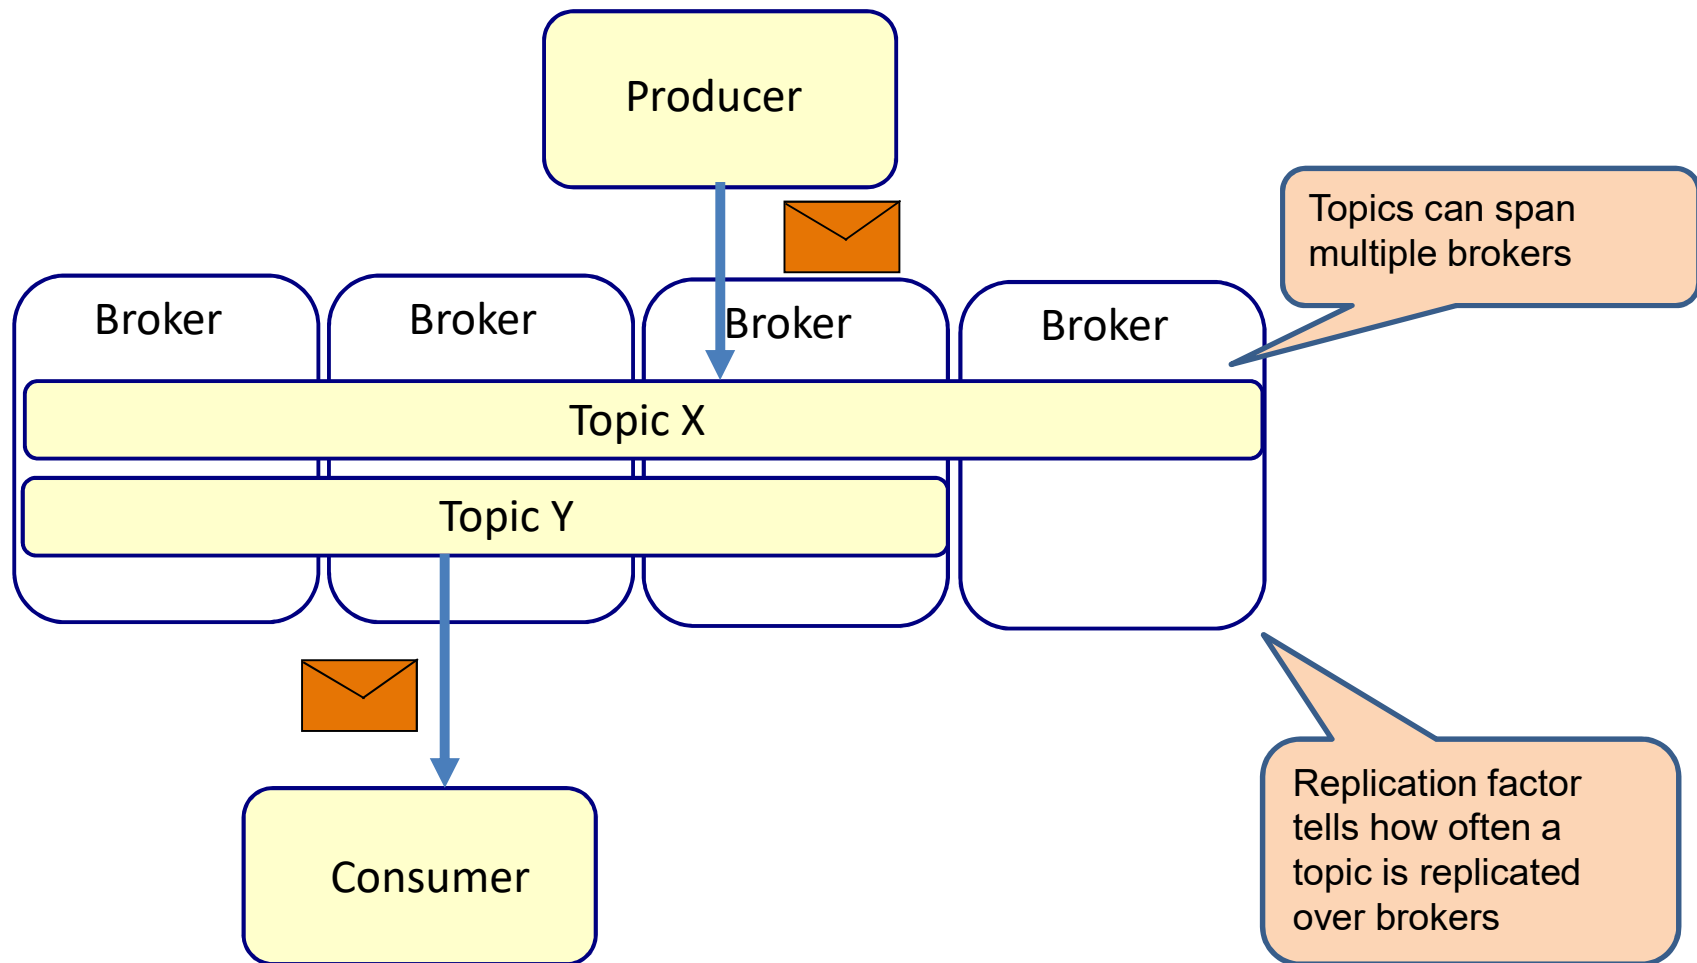 Producer
Topics can span
multiple brokers
Broker
Broker
Broker
Broker
Topic X
Topic Y
Consumer
Replication factor
tells how often a
topic is replicated
over brokers